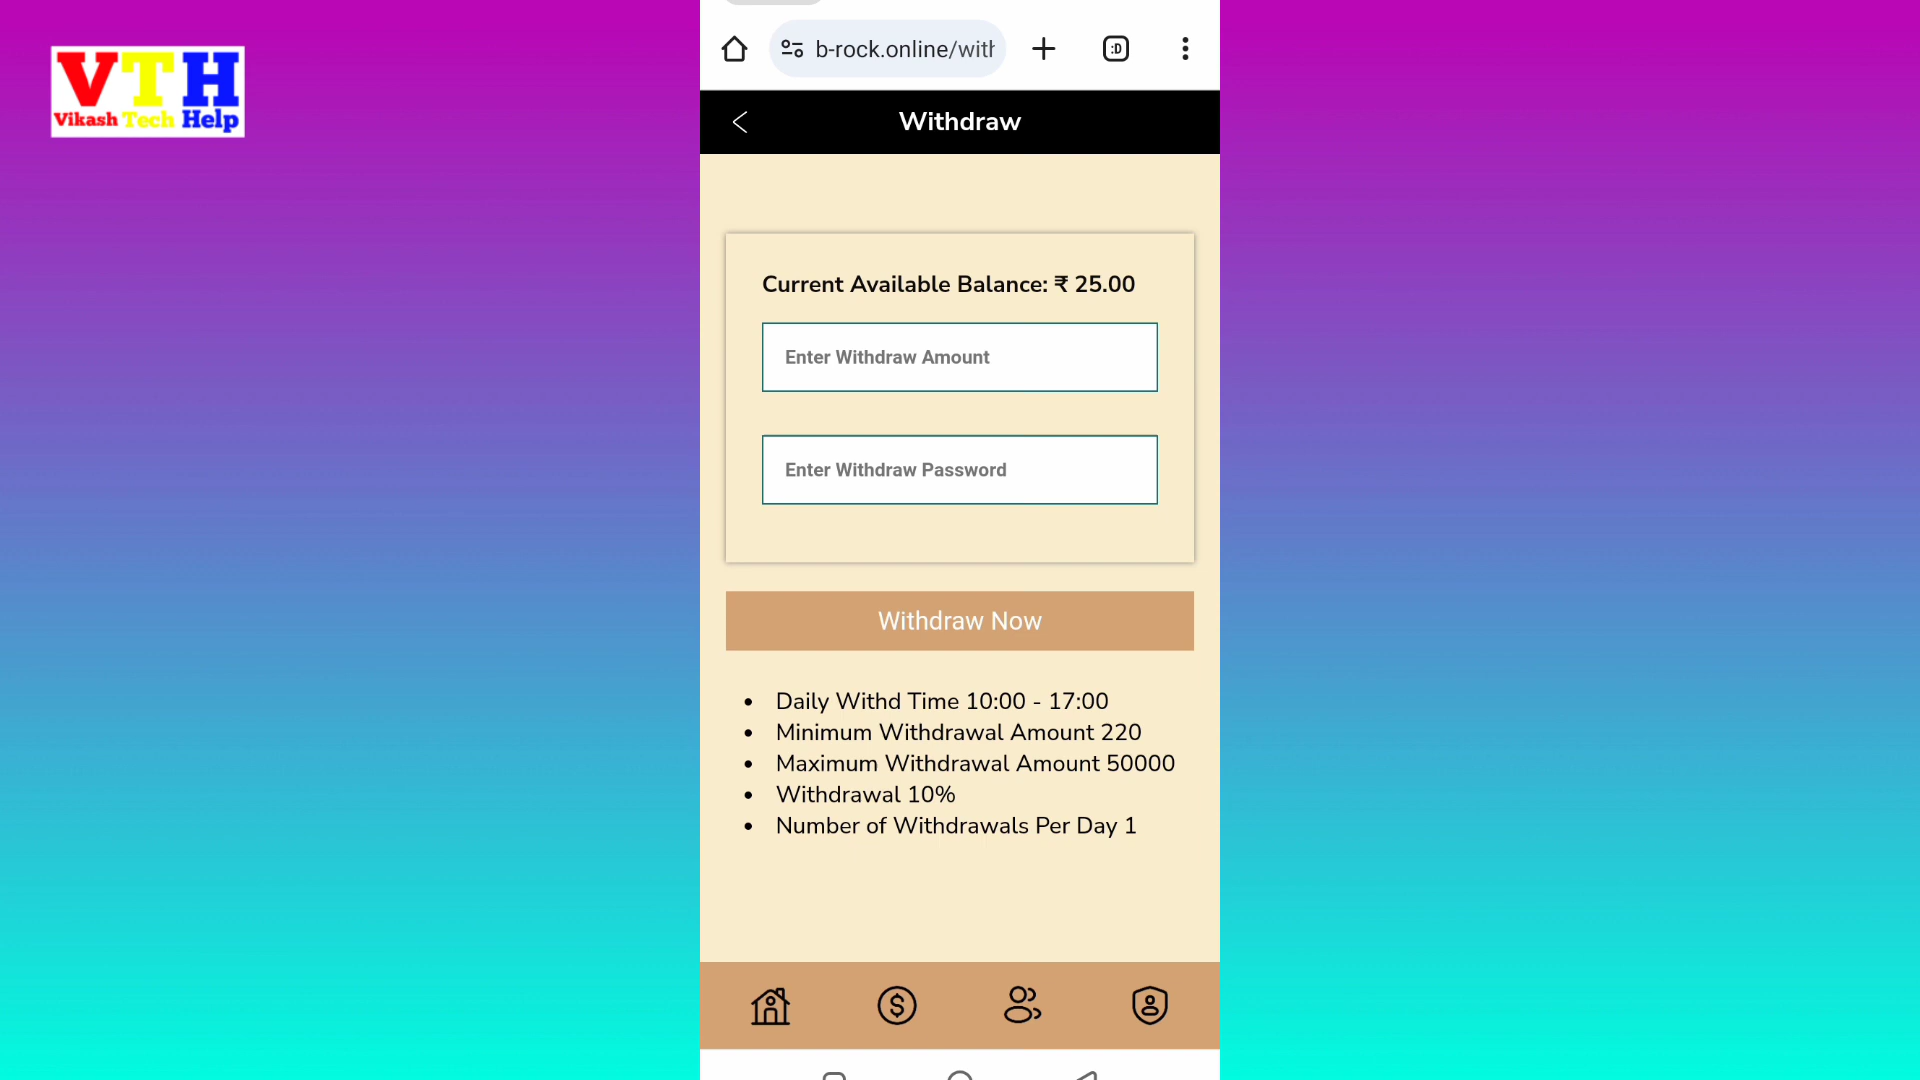 VTH
Vikash Tech Help
b-rock.online/with
:D
Withdraw
Current Available Balance: ₹ 25.00
Enter Withdraw Amount
Enter Withdraw Password
Withdraw Now
• Daily Withd Time 10:00 - 17:00
• Minimum Withdrawal Amount 220
• Maximum Withdrawal Amount 50000
• Withdrawal 10%
• Number of Withdrawals Per Day 1